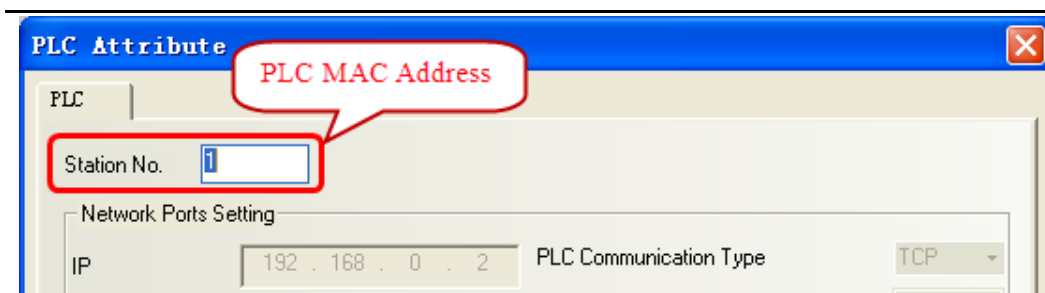 PLC Attribute
PLC MAC Address
PLC
Station No. 1
Network Ports Setting
IP 192 . 168 . 0 . 2 PLC Communication Type TCP